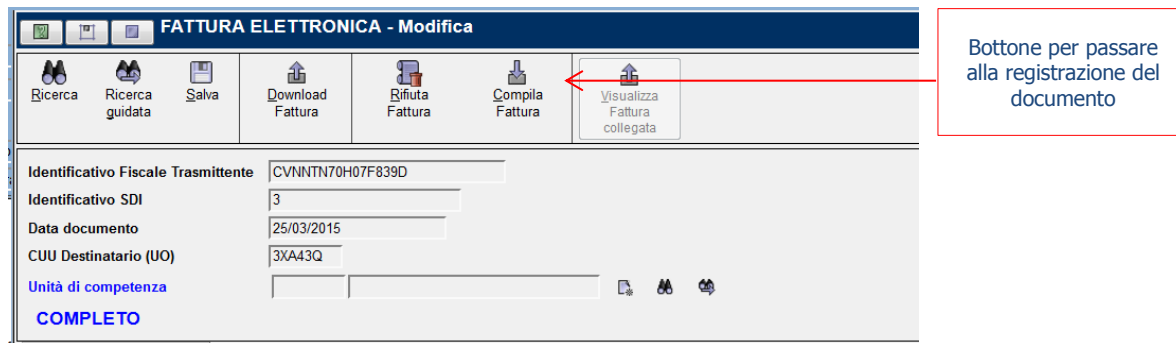 FATTURA ELETTRONICA - Modifica
Ricerca
Ricerca guidata
Salva
Download Fattura
Rifiuta Fattura
Compila Fattura
Visualizza Fattura collegata
Bottone per passare
alla registrazione del
documento
Identificativo Fiscale Trasmittente CVNNTN70H07F839D
Identificativo SDI 3
Data documento 25/03/2015
CUU Destinatario (UO) 3XA43Q
Unità di competenza
COMPLETO